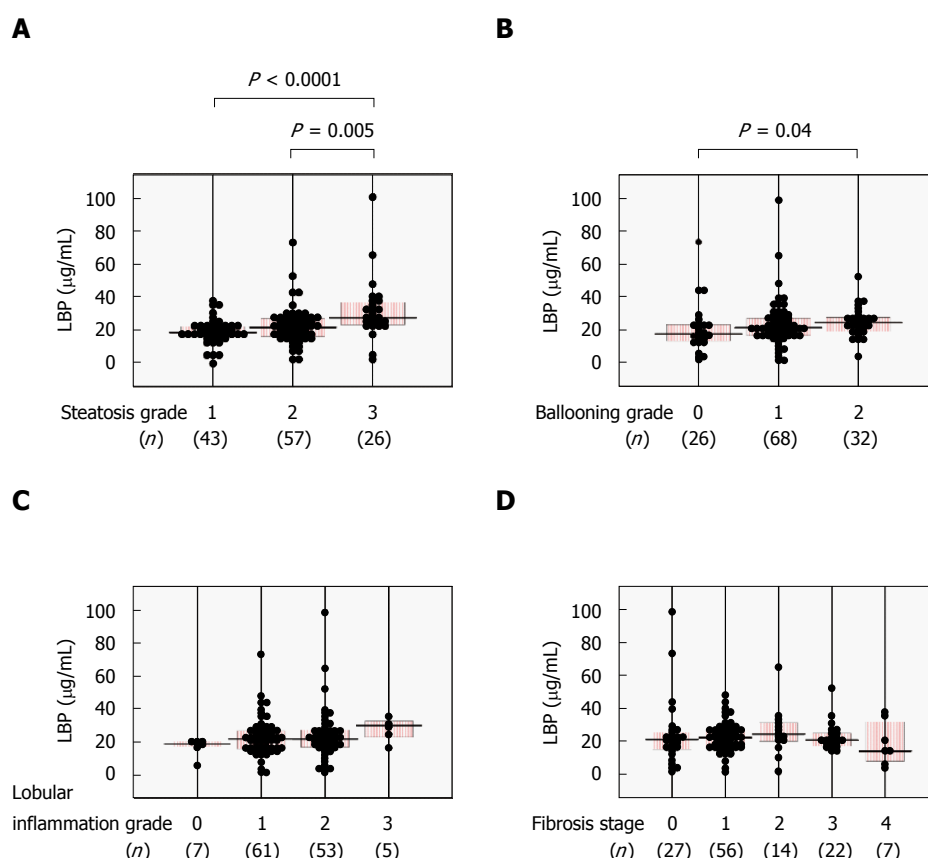 A
P < 0.0001
P = 0.005
LBP (μg/mL)
100
80
60
40
20
0
Steatosis grade 1 2 3
(n) (43) (57) (26)
B
P = 0.04
LBP (μg/mL)
100
80
60
40
20
0
Ballooning grade 0 1 2
(n) (26) (68) (32)
C
LBP (μg/mL)
100
80
60
40
20
0
Lobular
inflammation grade 0 1 2 3
(n) (7) (61) (53) (5)
D
LBP (μg/mL)
100
80
60
40
20
0
Fibrosis stage 0 1 2 3 4
(n) (27) (56) (14) (22) (7)